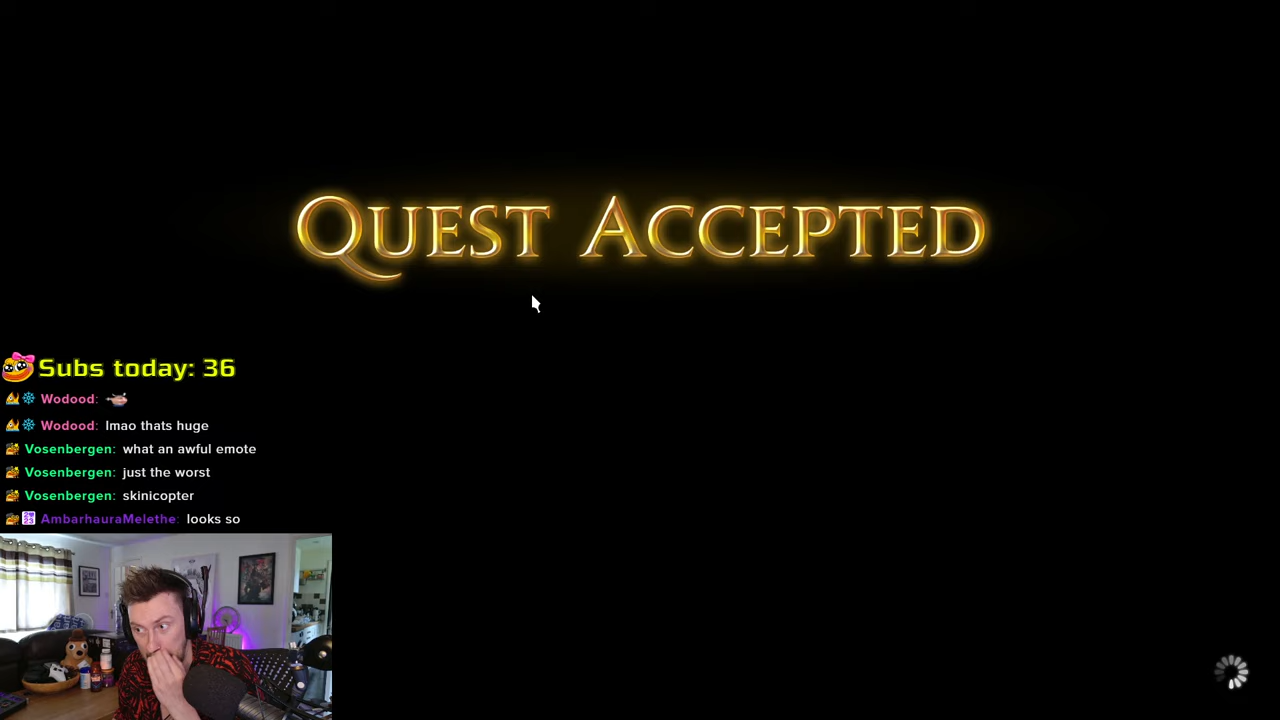 Quest Accepted
Subs today: 36
Wodood:
Wodood: lmao thats huge
Vosenbergen: what an awful emote
Vosenbergen: just the worst
Vosenbergen: skinicopter
AmbarhauraMelethe: looks so